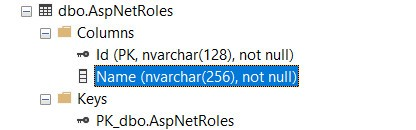 dbo.AspNetRoles
Columns
Id (PK, nvarchar(128), not null)
Name (nvarchar(256), not null)
Keys
PK_dbo.AspNetRoles